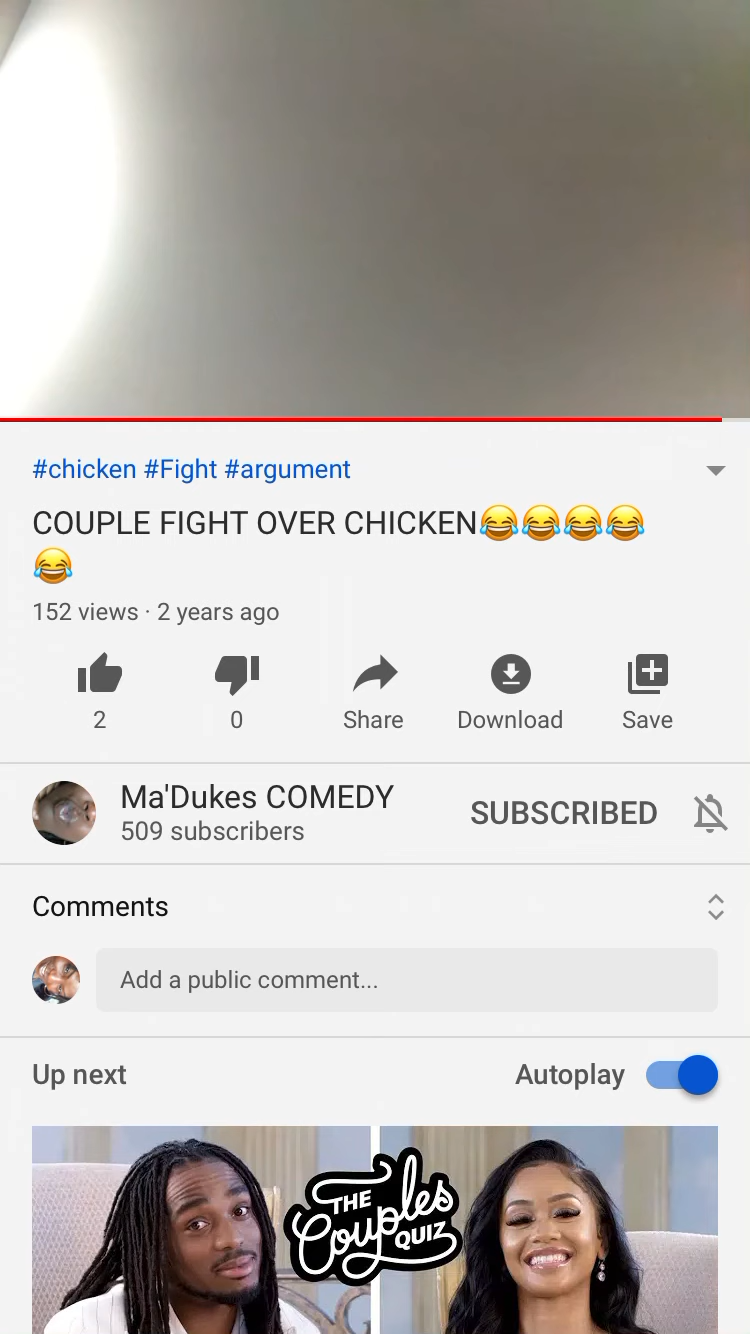 #chicken #Fight #argument
COUPLE FIGHT OVER CHICKEN😂😂😂😂
😂
152 views · 2 years ago
2
0
Share
Download
Save
Ma'Dukes COMEDY
509 subscribers
SUBSCRIBED
Comments
Add a public comment...
Up next
Autoplay
THE
Couples
QUIZ